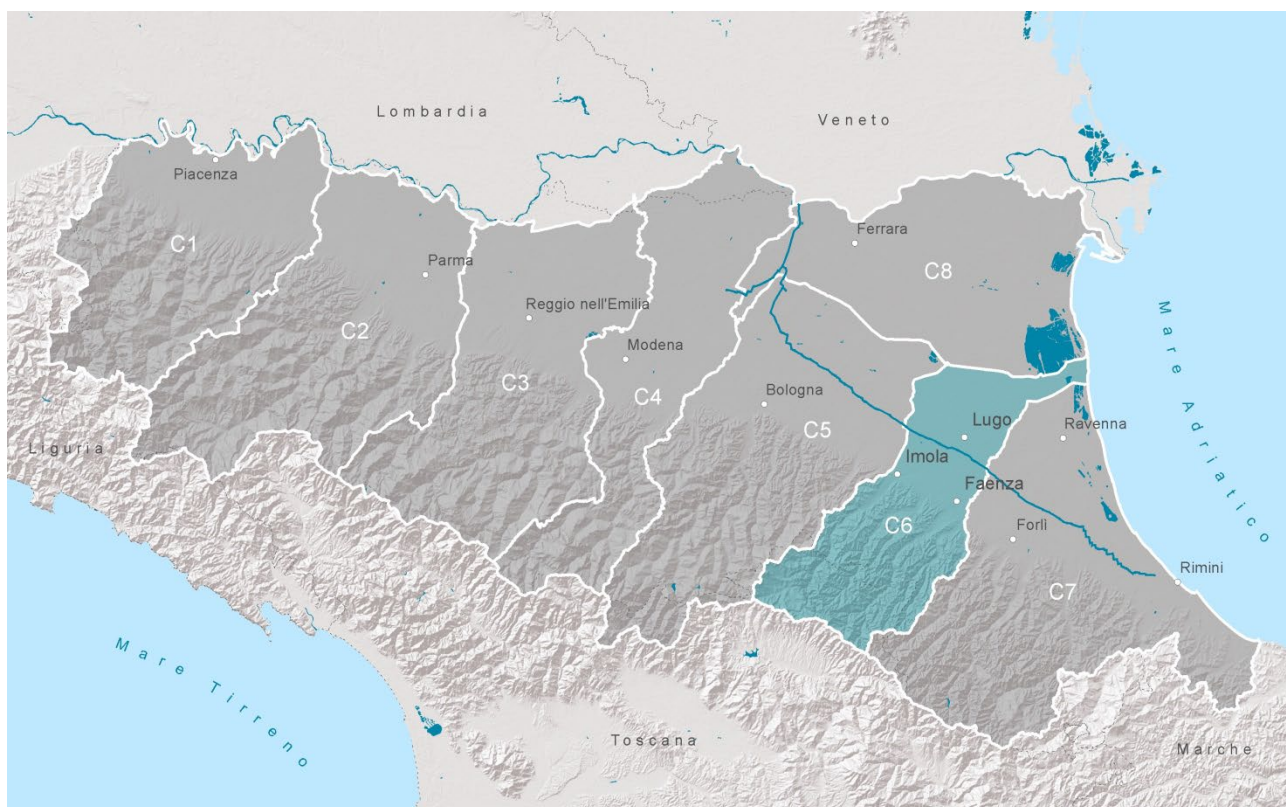 Lombardia
Veneto
Piacenza
C1
Ferrara
C8
Parma
Reggio nell'Emilia
C2
Modena
C3
C4
Bologna
C5
Lugo
Ravenna
Imola
Faenza
C6
Forlì
C7
Rimini
Liguria
Mare Adriatico
Mare Tirreno
Toscana
Marche